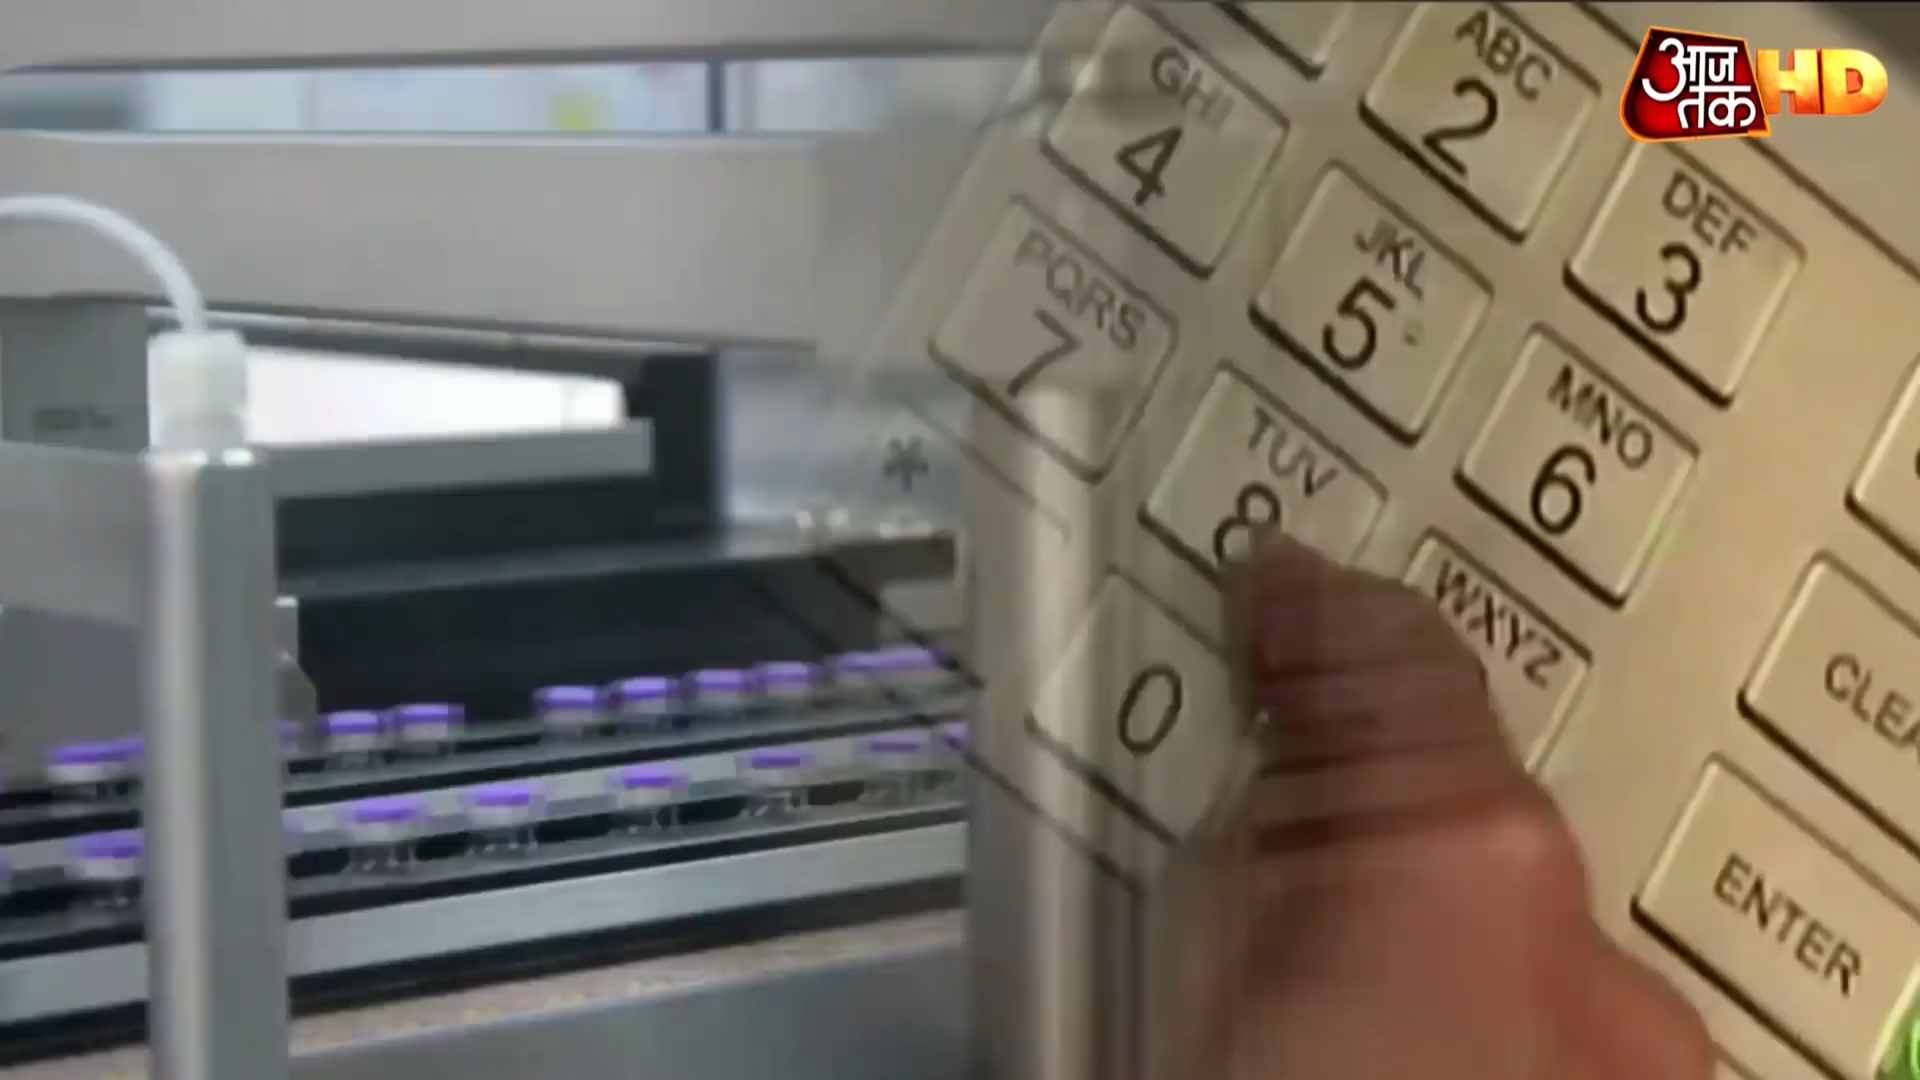 आज
तक HD
ABC
2
GHI
4
DEF
3
JKL
5
PQRS
7
MNO
6
TUV
8
WXYZ
*
0
ENTER